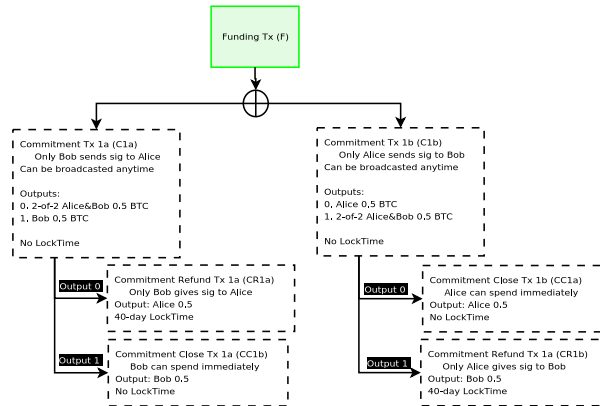 Funding Tx (F)
Commitment Tx 1a (C1a)
Only Bob sends sig to Alice
Can be broadcasted anytime
Outputs:
0. 2-of-2 Alice&Bob 0.5 BTC
1. Bob 0.5 BTC
No LockTime
Commitment Tx 1b (C1b)
Only Alice sends sig to Bob
Can be broadcasted anytime
Outputs:
0. Alice 0.5 BTC
1. 2-of-2 Alice&Bob 0.5 BTC
No LockTime
Output 0
Commitment Refund Tx 1a (CR1a)
Only Bob gives sig to Alice
Output: Alice 0.5
40-day LockTime
Output 1
Commitment Close Tx 1a (CC1b)
Bob can spend immediately
Output: Bob 0.5
No LockTime
Output 0
Commitment Close Tx 1b (CC1a)
Alice can spend immediately
Output: Alice 0.5
No LockTime
Output 1
Commitment Refund Tx 1a (CR1b)
Only Alice gives sig to Bob
Output: Bob 0.5
40-day LockTime